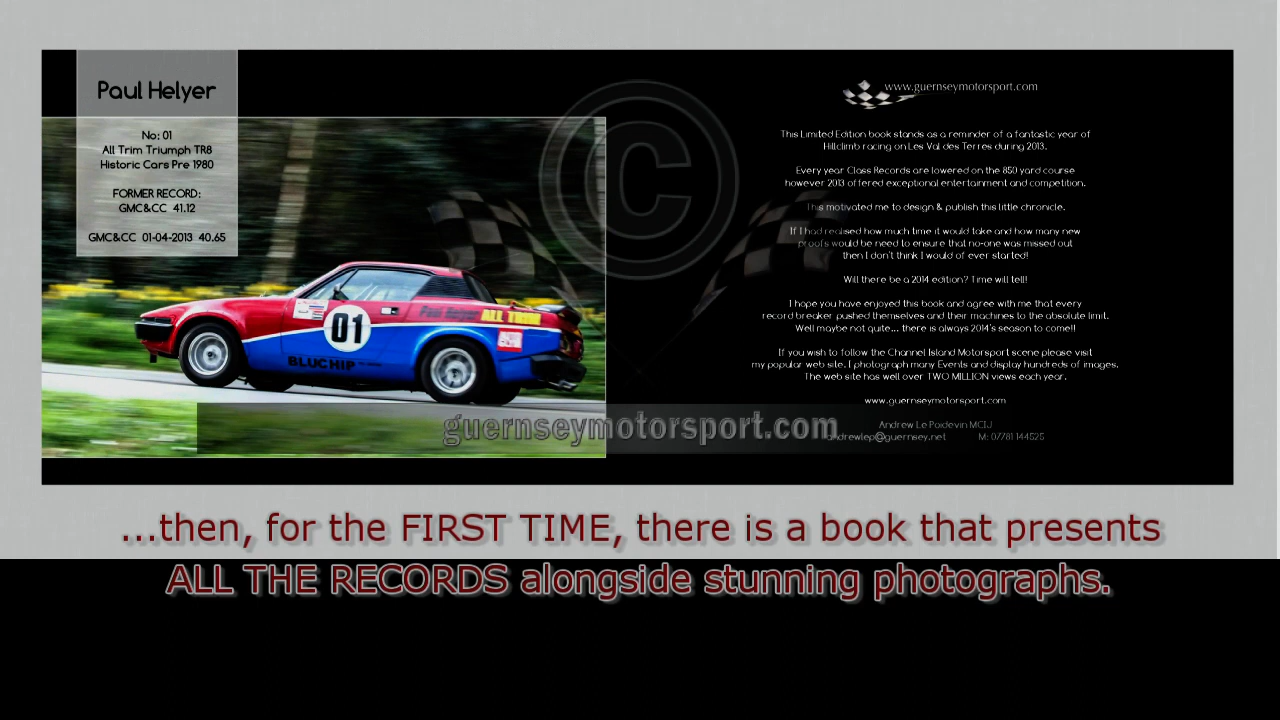 Paul Helyer
No: 01
All Trim Triumph TR8
Historic Cars Pre 1980
FORMER RECORD:
GMC&CC 41.12
GMC&CC 01-04-2013 40.65
01
Paul Helyer
ALL TRIM
BLUCHIP
www.guernseymotorsport.com
This Limited Edition book stands as a reminder of a fantastic year of
Hillclimb racing on Les Val des Terres during 2013.
Every year Class Records are lowered on the 850 yard course
however 2013 offered exceptional entertainment and competition.
This motivated me to design & publish this little chronicle.
If I had realised how much time it would take and how many new
proofs would be need to ensure that no-one was missed out
then I don't think I would of ever started!
Will there be a 2014 edition? Time will tell!
I hope you have enjoyed this book and agree with me that every
record breaker pushed themselves and their machines to the absolute limit.
Well maybe not quite... there is always 2014's season to come!!
If you wish to follow the Channel Island Motorsport scene please visit
my popular web site. I photograph many Events and display hundreds of images.
The web site has well over TWO MILLION views each year.
www.guernseymotorsport.com
Andrew Le Poidevin MCIJ
andrewlep@guernsey.net M: 07781 144525
©
guernseymotorsport.com
...then, for the FIRST TIME, there is a book that presents
ALL THE RECORDS alongside stunning photographs.